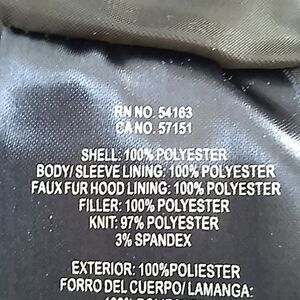 RN NO. 54163
CA NO. 57151
SHELL: 100% POLYESTER
BODY/SLEEVE LINING: 100% POLYESTER
FAUX FUR HOOD LINING: 100% POLYESTER
FILLER: 100% POLYESTER
KNIT: 97% POLYESTER
3% SPANDEX
EXTERIOR: 100%POLIESTER
FORRO DEL CUERPO/ LAMANGA: